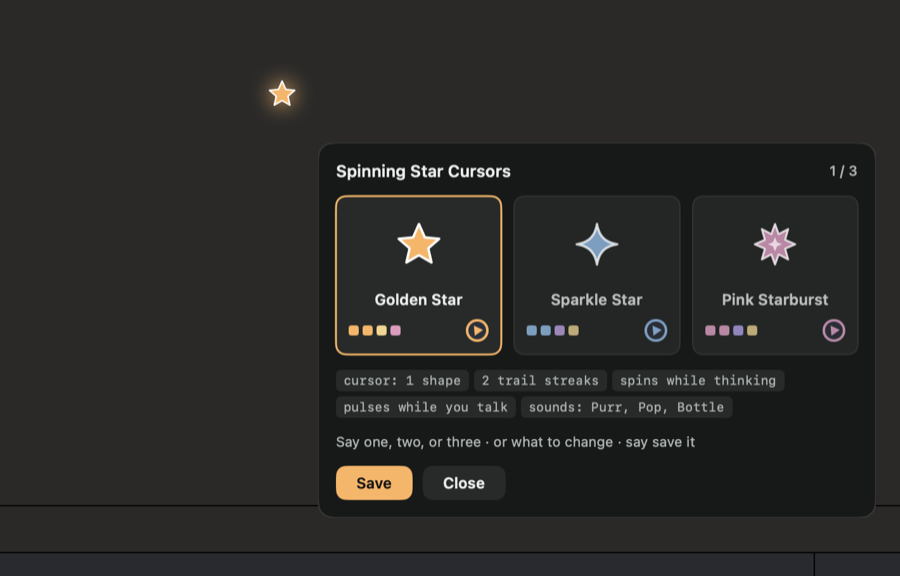 Spinning Star Cursors
1 / 3
Golden Star
Sparkle Star
Pink Starburst
cursor: 1 shape
2 trail streaks
spins while thinking
pulses while you talk
sounds: Purr, Pop, Bottle
Say one, two, or three · or what to change · say save it
Save
Close